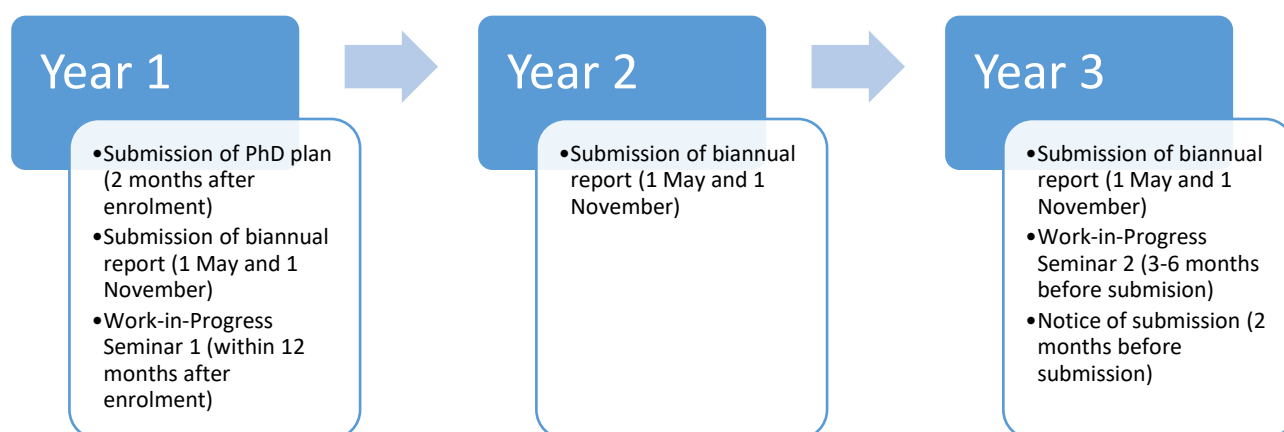 Year 1
•Submission of PhD plan
(2 months after
enrolment)
•Submission of biannual
report (1 May and 1
November)
•Work-in-Progress
Seminar 1 (within 12
months after
enrolment)
Year 2
•Submission of biannual
report (1 May and 1
November)
Year 3
•Submission of biannual
report (1 May and 1
November)
•Work-in-Progress
Seminar 2 (3-6 months
before submision)
•Notice of submission (2
months before
submission)